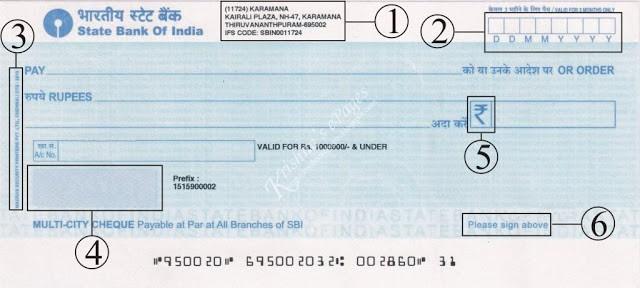 भारतीय स्टेट बैंक
State Bank Of India
(11724) KARAMANA
KAIRALI PLAZA, NH-47, KARAMANA
THIRUVANANTHPURAM-695002
IFS CODE: SBIN0011724
1
2
केवल 3 महीने के लिए वैध / VALID FOR 3 MONTHS ONLY
D D M M Y Y Y Y
3
PAY
को या उनके आदेश पर OR ORDER
रुपये RUPEES
अदा करें ₹
खा. सं.
A/c No.
VALID FOR Rs. 1000000/- & UNDER
5
Prefix :
1515900002
MULTI-CITY CHEQUE Payable at Par at All Branches of SBI
Please sign above
6
4
⑈950020⑈ 695002032⑆ 002860⑈ 31